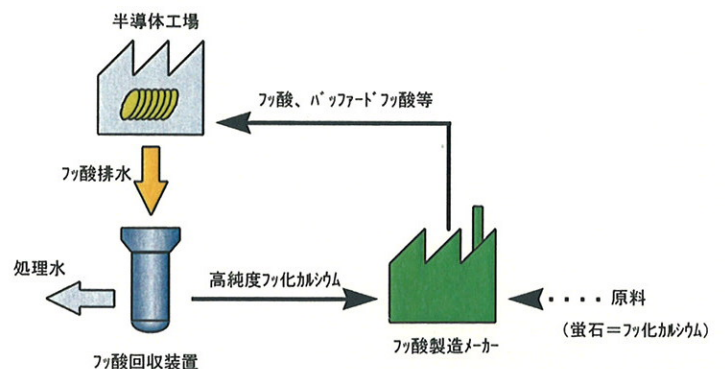 半導体工場
フッ酸、バッファードフッ酸等
フッ酸排水
処理水
高純度フッ化カルシウム
原料
(蛍石＝フッ化カルシウム)
フッ酸回収装置
フッ酸製造メーカー